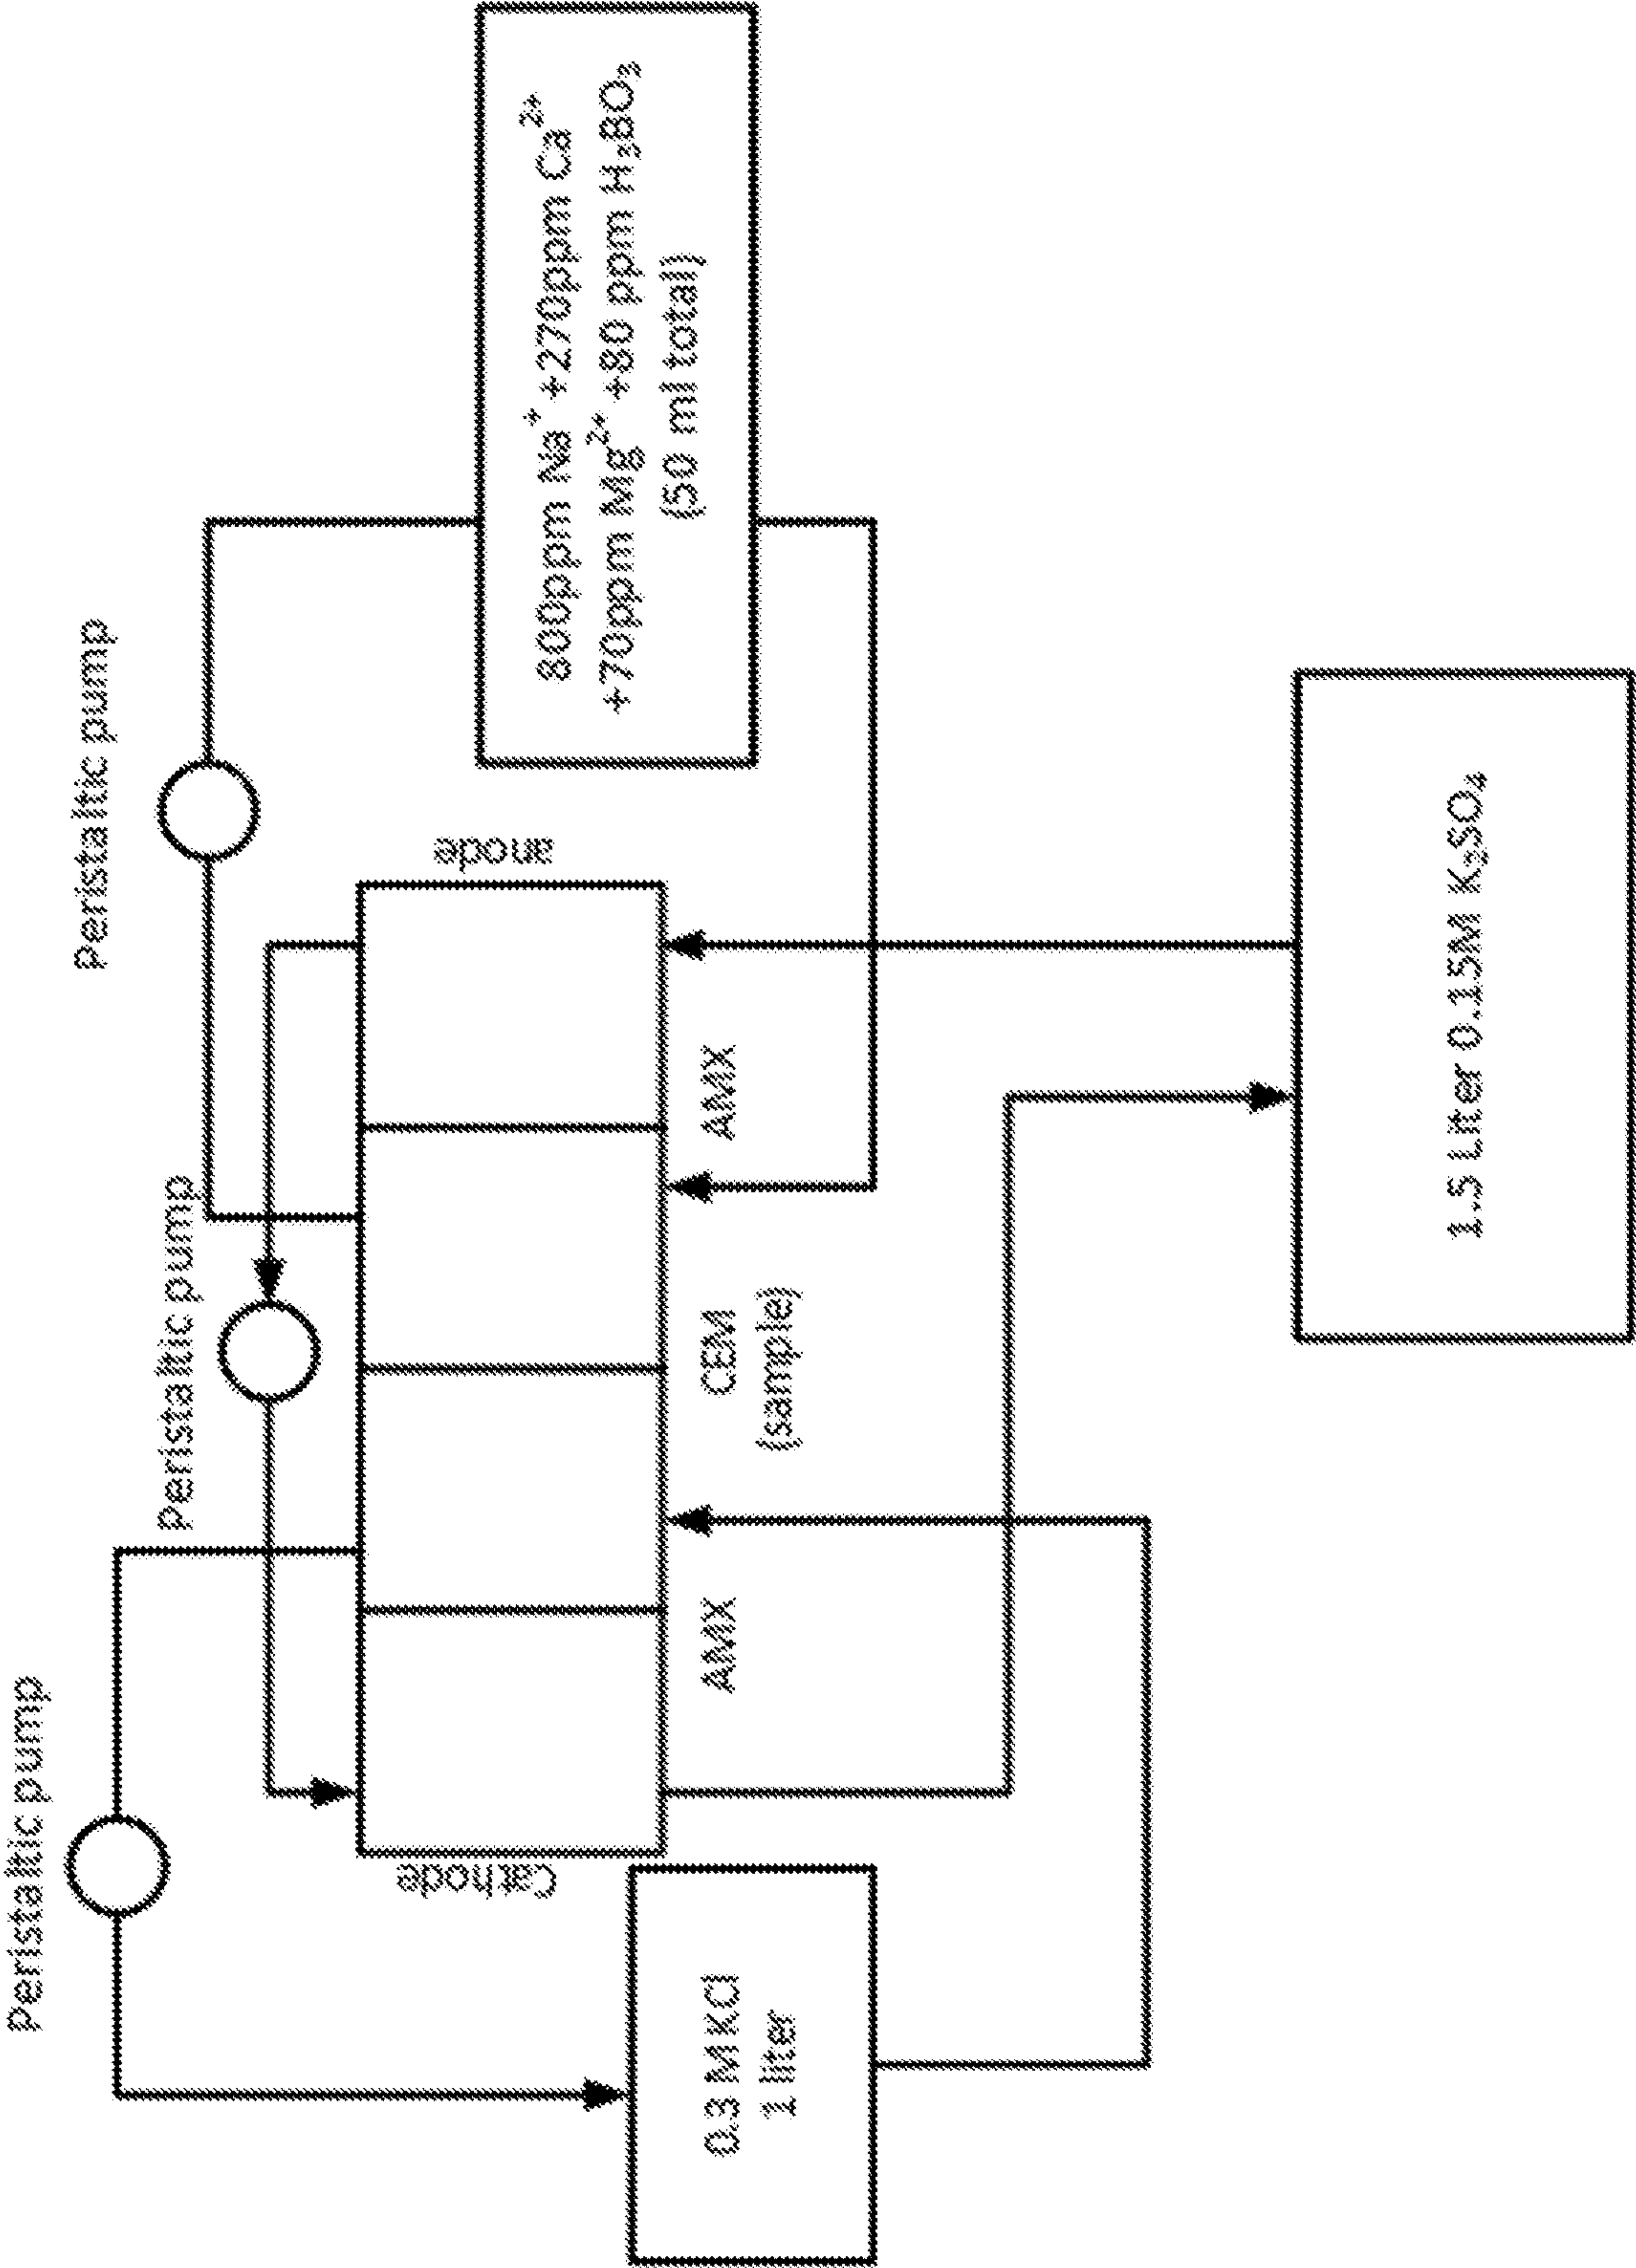 Peristaltic pump
Peristaltic pump
Peristaltic pump
Cathode
anode
AMX
CEM
(sample)
AMX
0.3 M KCl
1 liter
800ppm Na⁺ +270ppm Ca²⁺
+70ppm Mg²⁺ +80 ppm H₃BO₃
(50 ml total)
1.5 Liter 0.15M K₂SO₄